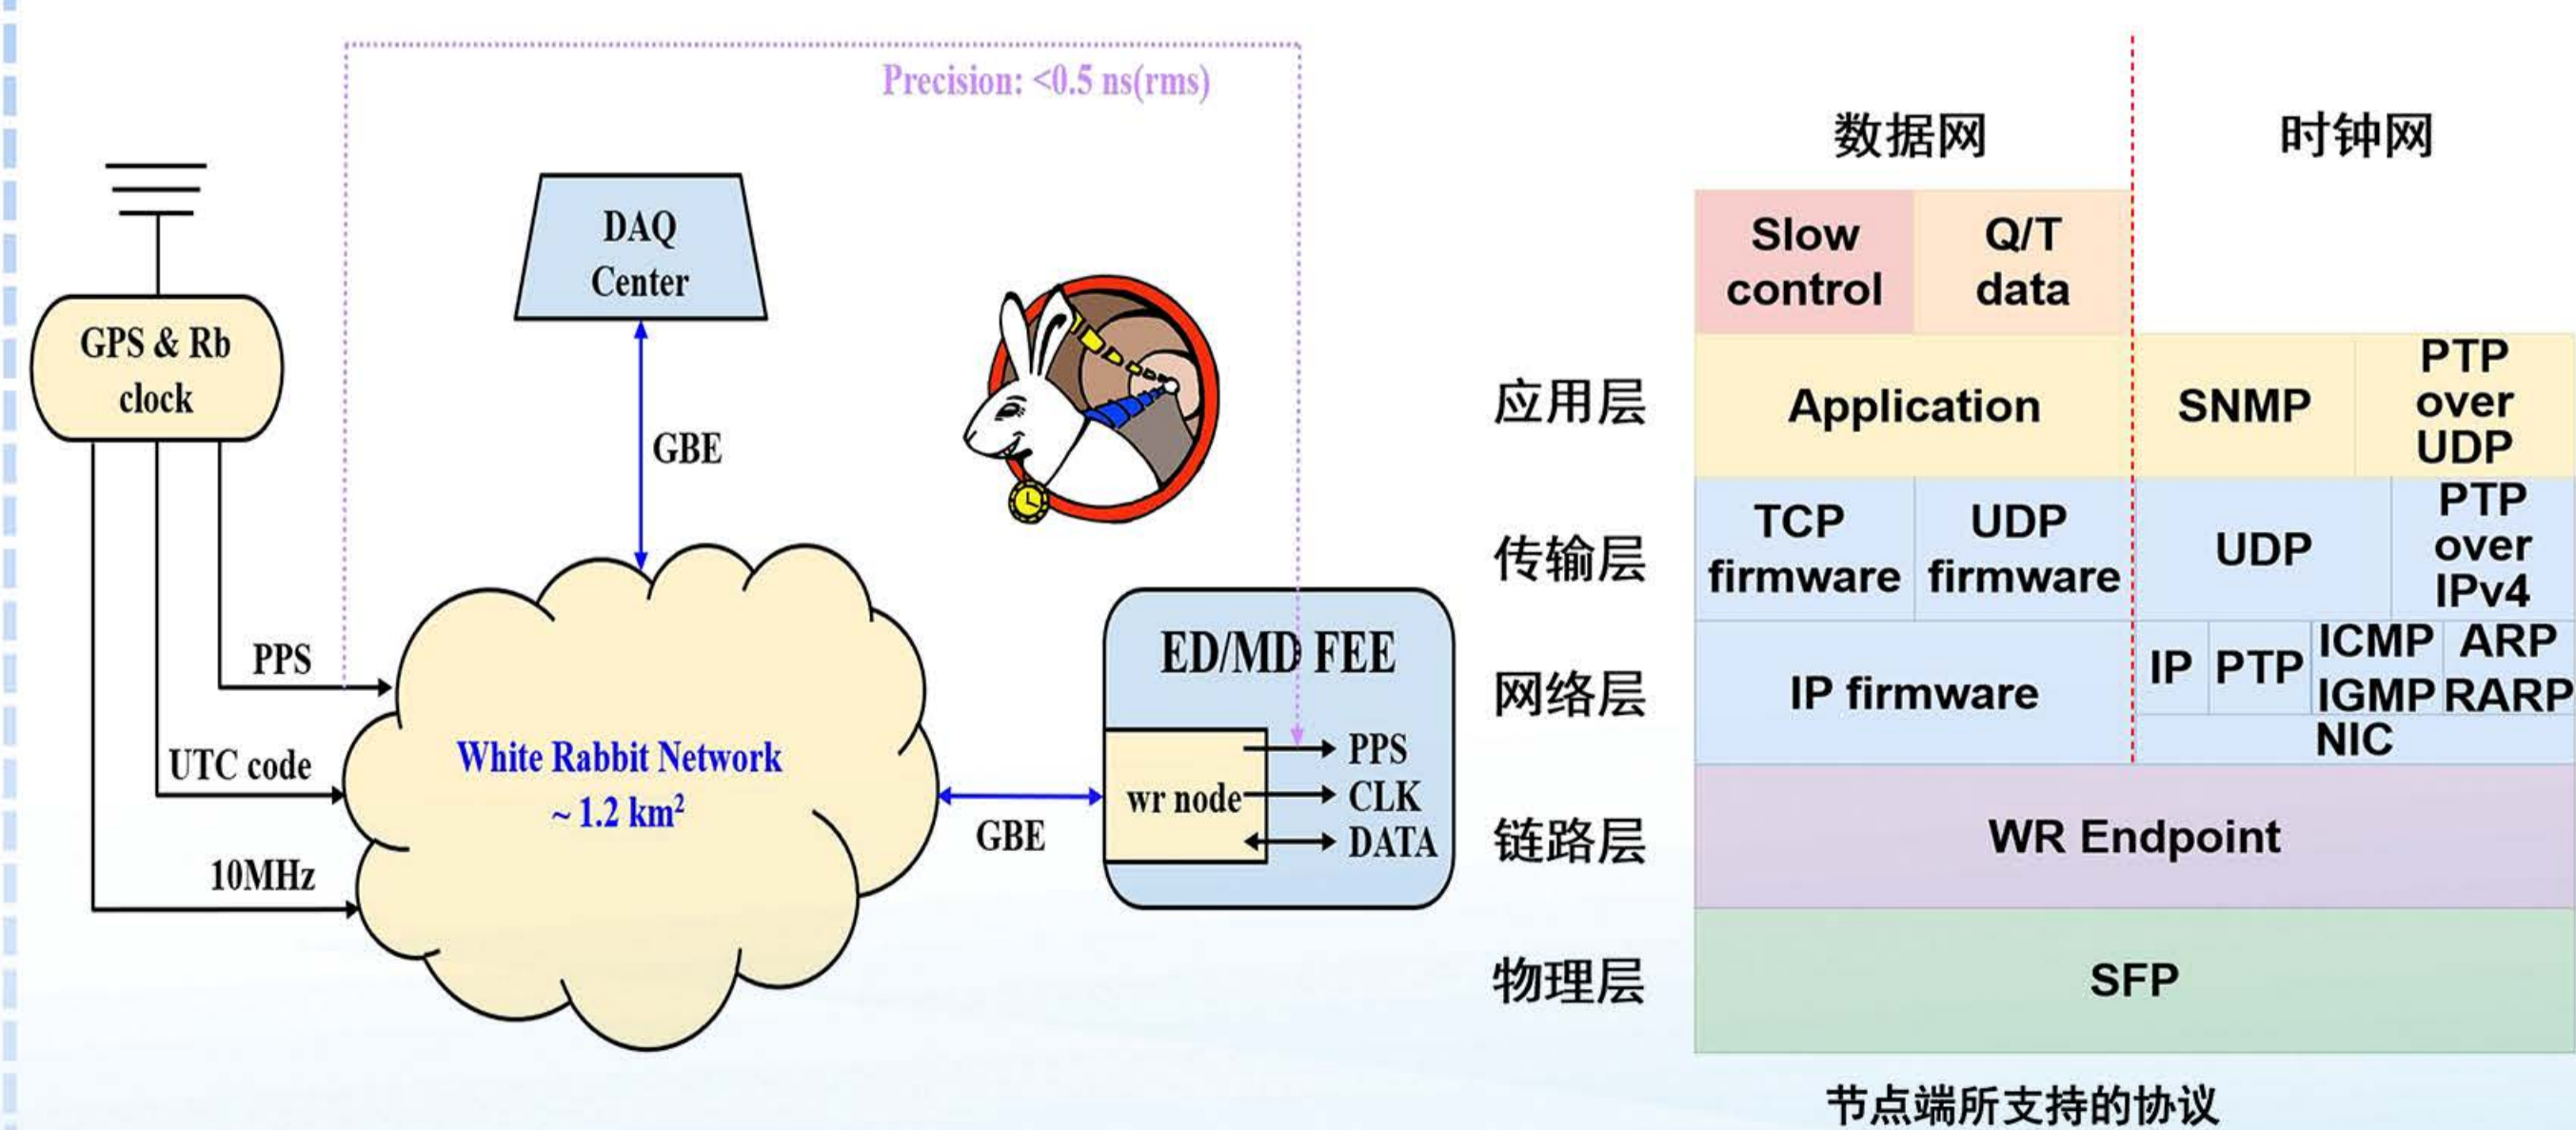 Precision: <0.5 ns(rms)
DAQ
Center
GPS & Rb
clock
GBE
PPS
UTC code
10MHz
White Rabbit Network
~ 1.2 km²
GBE
ED/MD FEE
wr node
PPS
CLK
DATA
数据网
时钟网
Slow
control
Q/T
data
应用层
Application
SNMP
PTP
over
UDP
传输层
TCP
firmware
UDP
firmware
UDP
PTP
over
IPv4
网络层
IP firmware
IP
PTP
ICMP
IGMP
ARP
RARP
NIC
链路层
WR Endpoint
物理层
SFP
节点端所支持的协议